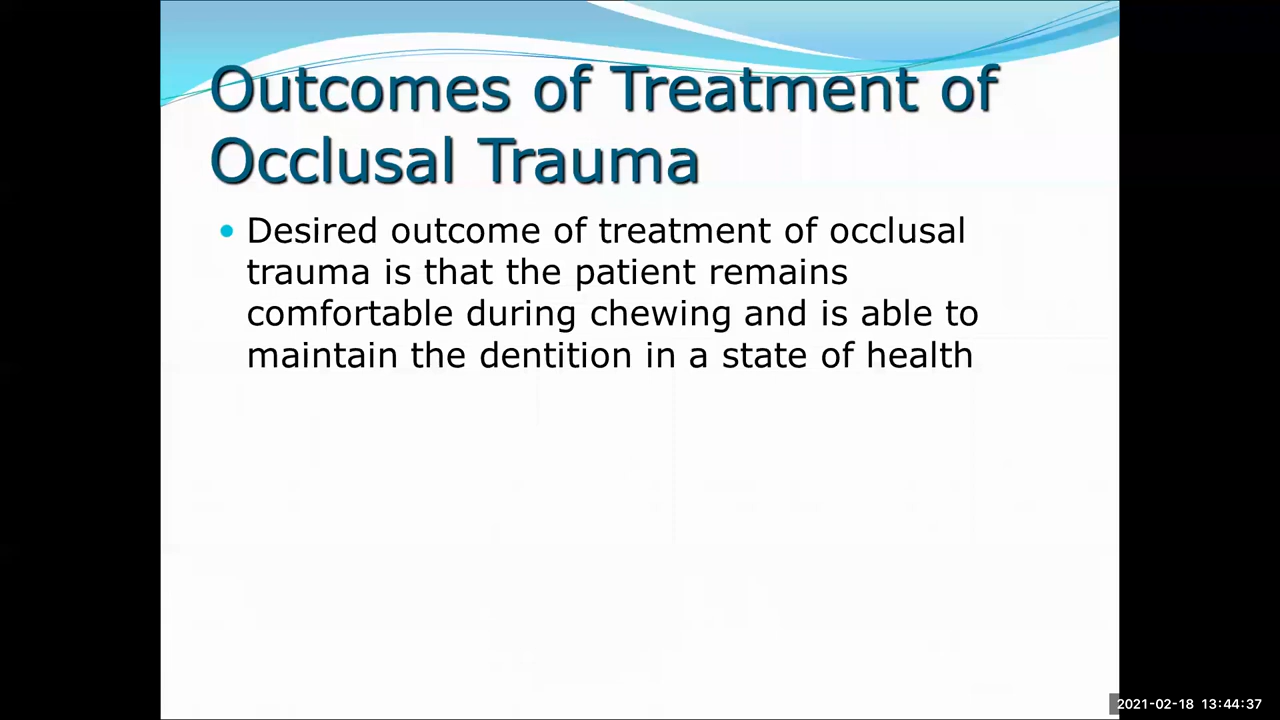 Outcomes of Treatment of
Occlusal Trauma
• Desired outcome of treatment of occlusal
trauma is that the patient remains
comfortable during chewing and is able to
maintain the dentition in a state of health
2021-02-18 13:44:37